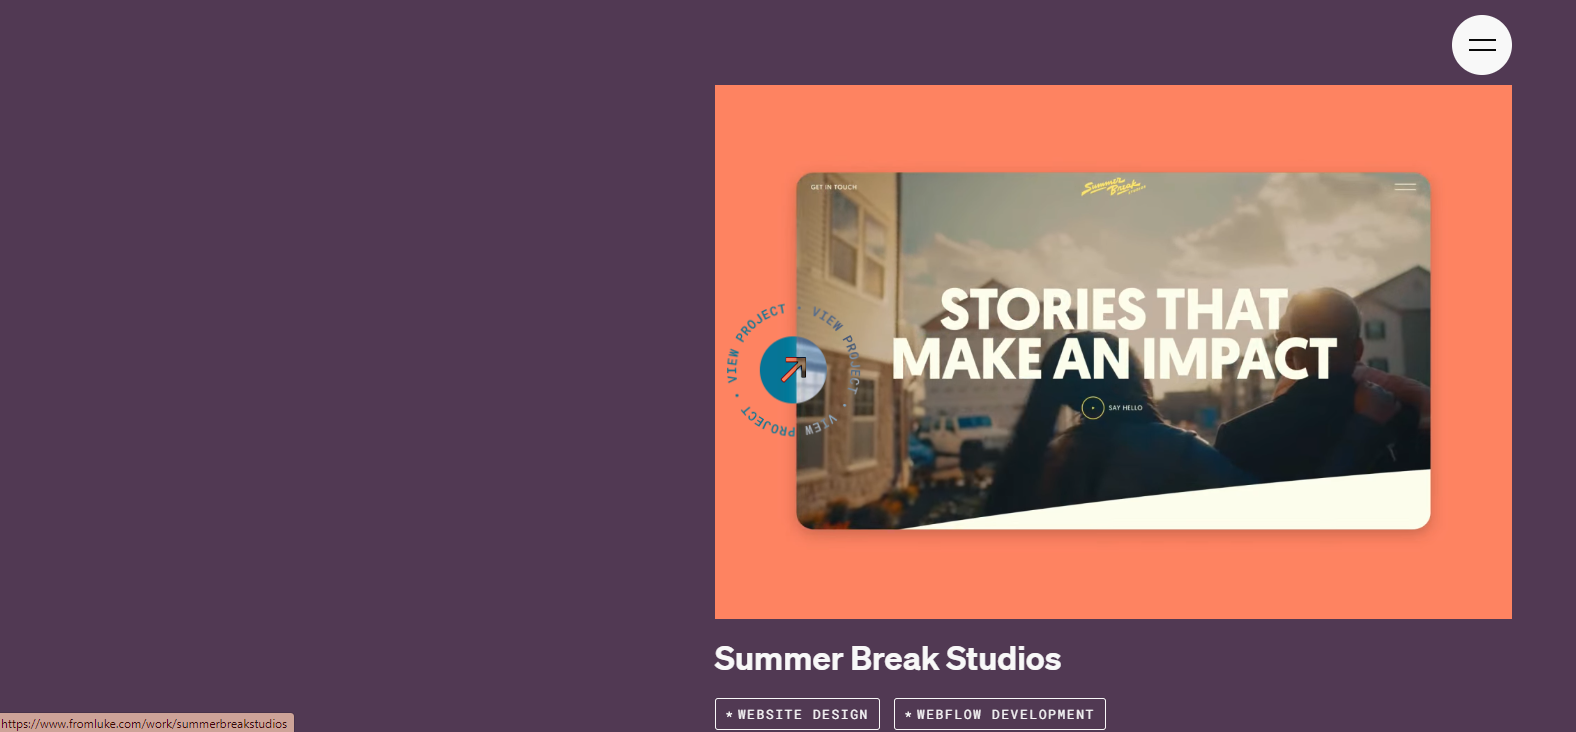 GET IN TOUCH
Summer
Break
STUDIOS
STORIES THAT
MAKE AN IMPACT
SAY HELLO
VIEW PROJECT • VIEW PROJECT • VIEW PROJECT •
Summer Break Studios
* WEBSITE DESIGN
* WEBFLOW DEVELOPMENT
https://www.fromluke.com/work/summerbreakstudios